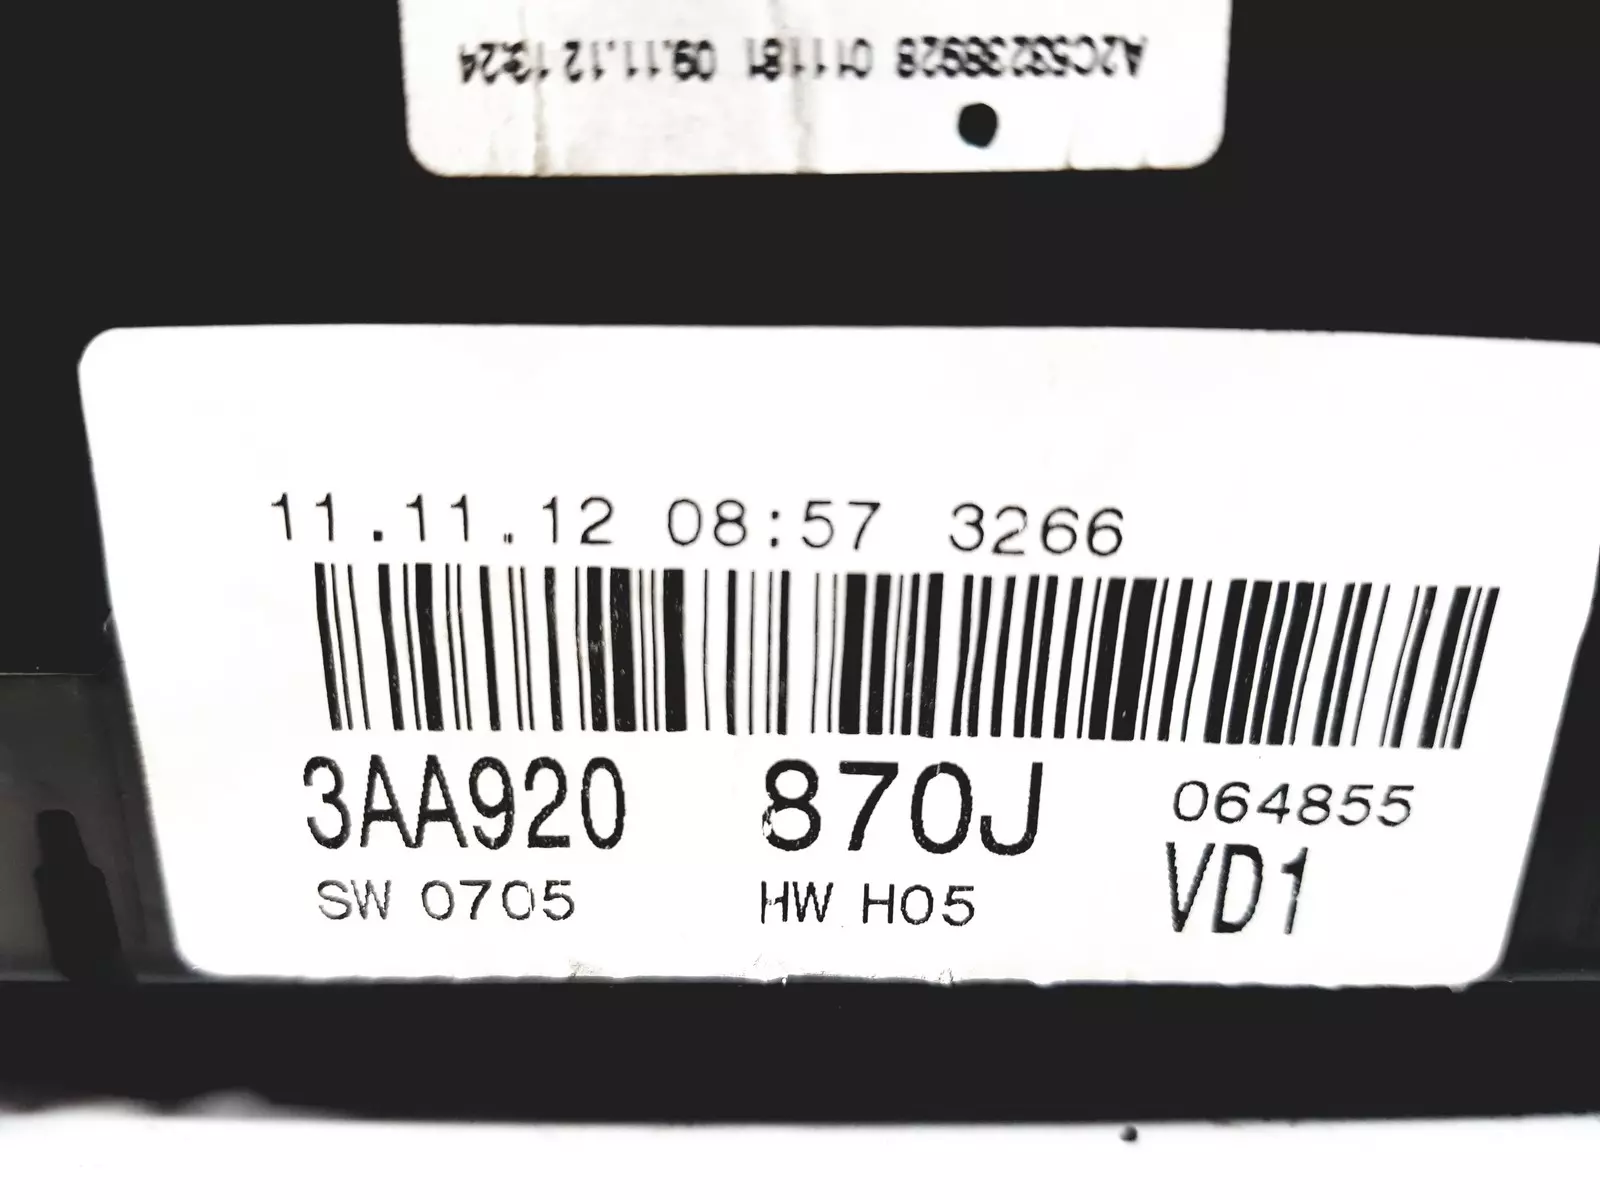 A2C53238928 011181 09.11.12 13:24
11.11.12 08:57 3266
3AA920 870J 064855
SW 0705 HW H05 VD1